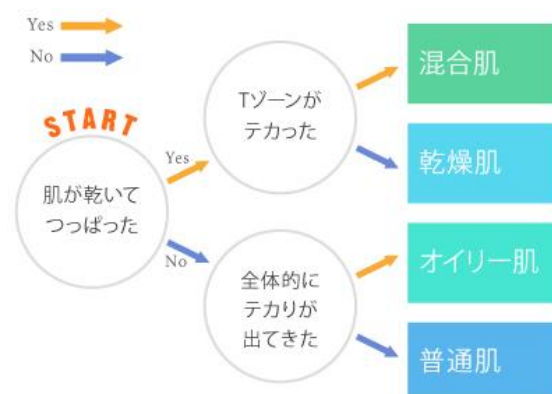 Yes
No
START
肌が乾いて
つっぱった
Yes
No
Tゾーンが
テカった
全体的に
テカりが
出てきた
混合肌
乾燥肌
オイリー肌
普通肌